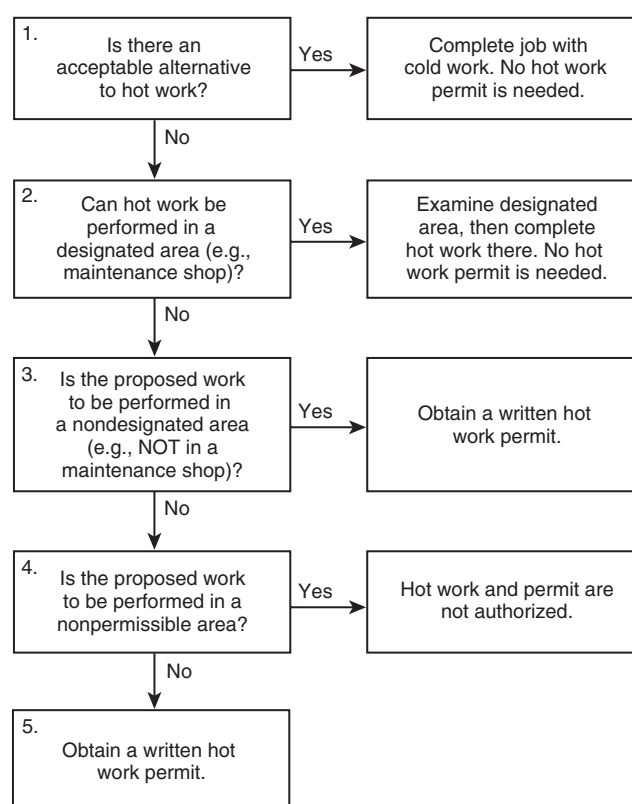 1.
Is there an
acceptable alternative
to hot work?
Yes
Complete job with
cold work. No hot work
permit is needed.
No
2.
Can hot work be
performed in a
designated area (e.g.,
maintenance shop)?
Yes
Examine designated
area, then complete
hot work there. No hot
work permit is needed.
No
3.
Is the proposed work
to be performed in
a nondesignated area
(e.g., NOT in a
maintenance shop)?
Yes
Obtain a written hot
work permit.
No
4.
Is the proposed work
to be performed in a
nonpermissible area?
Yes
Hot work and permit are
not authorized.
No
5.
Obtain a written hot
work permit.